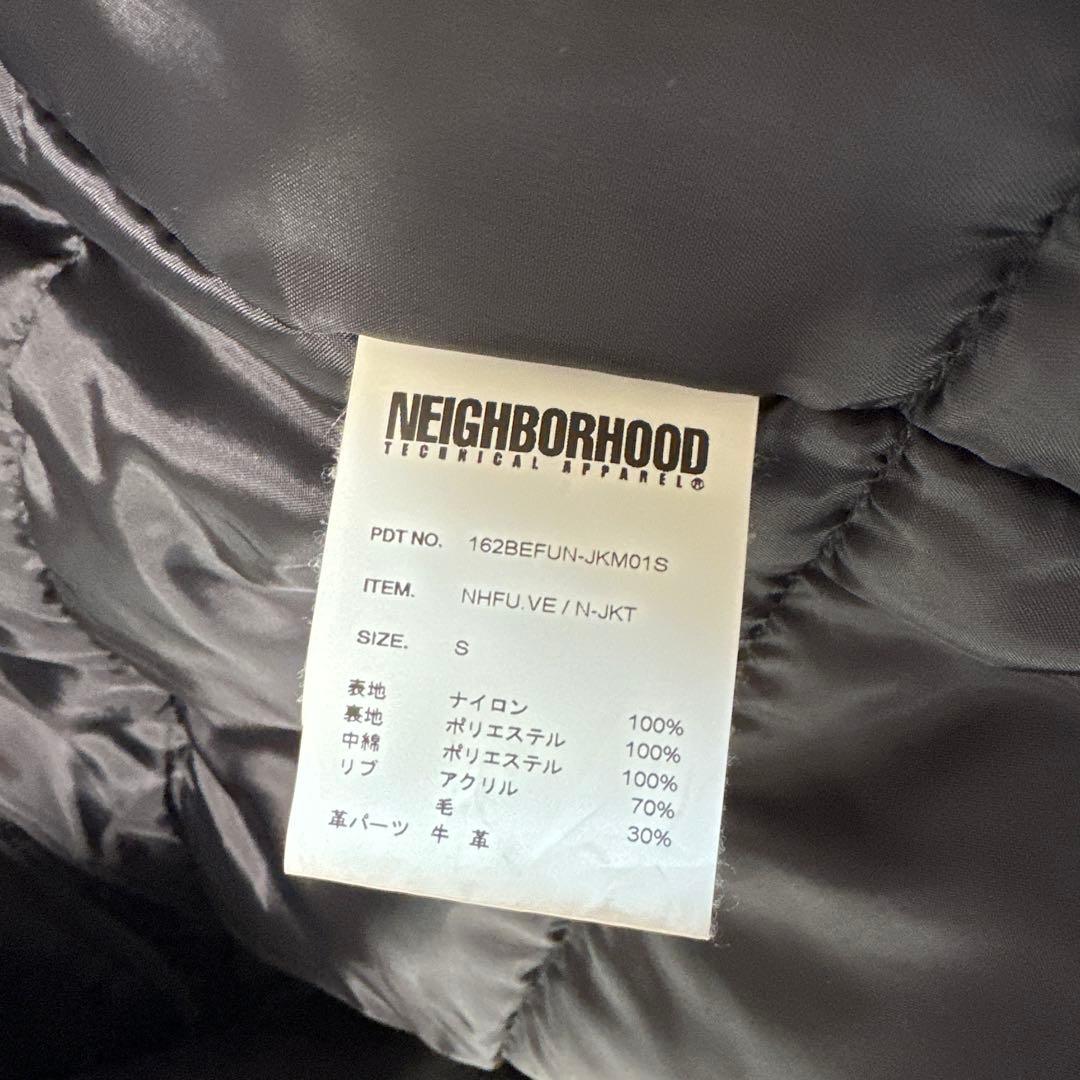 NEIGHBORHOOD
TECHNICAL APPAREL®
PDT NO. 162BEFUN-JKM01S
ITEM. NHFU.VE / N-JKT
SIZE. S
表地 ナイロン 100%
裏地 ポリエステル 100%
中綿 ポリエステル 100%
リブ アクリル 70%
毛 30%
革パーツ 牛 革